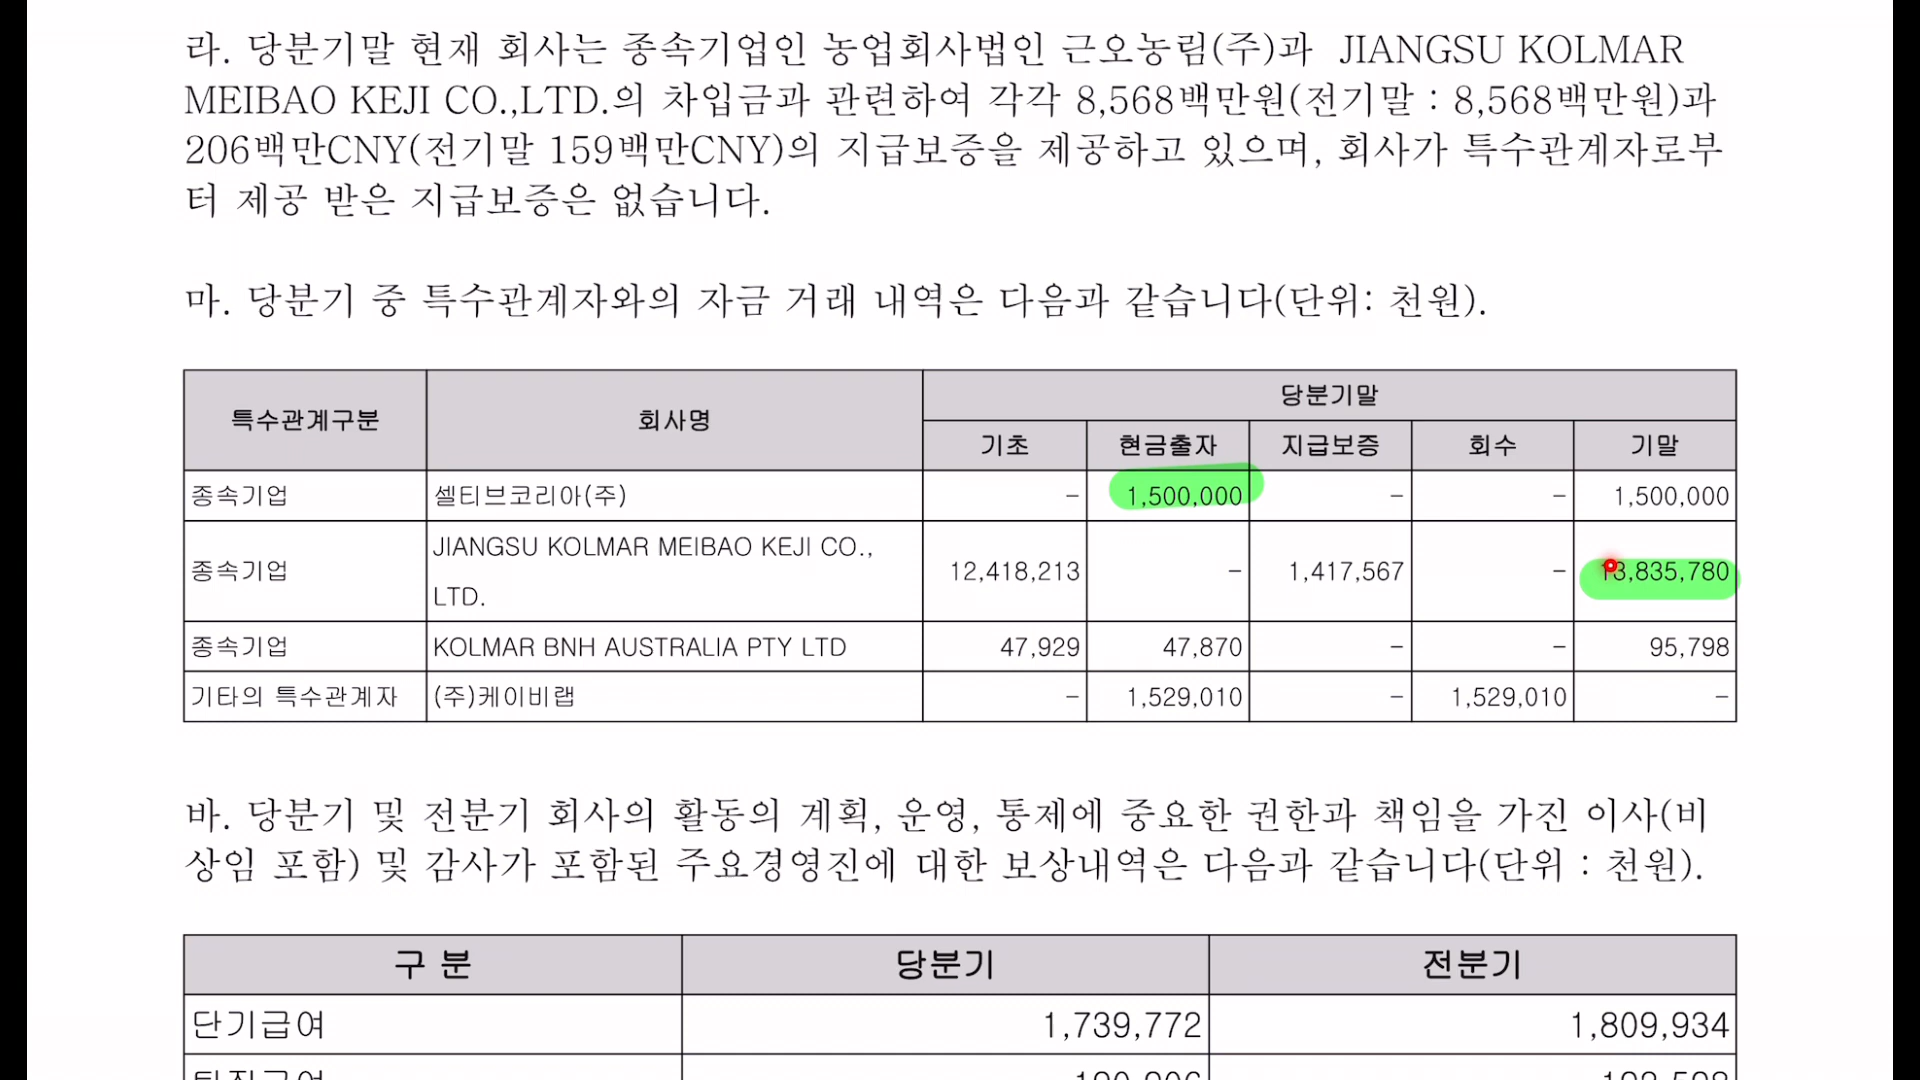 라. 당분기말 현재 회사는 종속기업인 농업회사법인 근오농림(주)과 JIANGSU KOLMAR
MEIBAO KEJI CO.,LTD.의 차입금과 관련하여 각각 8,568백만원(전기말 : 8,568백만원)과
206백만CNY(전기말 159백만CNY)의 지급보증을 제공하고 있으며, 회사가 특수관계자로부
터 제공 받은 지급보증은 없습니다.
마. 당분기 중 특수관계자와의 자금 거래 내역은 다음과 같습니다(단위: 천원).
특수관계구분 회사명 당분기말
기초 현금출자 지급보증 회수 기말
종속기업 셀티브코리아(주) - 1,500,000 - - 1,500,000
종속기업 JIANGSU KOLMAR MEIBAO KEJI CO.,
LTD. 12,418,213 - 1,417,567 - 13,835,780
종속기업 KOLMAR BNH AUSTRALIA PTY LTD 47,929 47,870 - - 95,798
기타의 특수관계자 (주)케이비랩 - 1,529,010 - 1,529,010 -
바. 당분기 및 전분기 회사의 활동의 계획, 운영, 통제에 중요한 권한과 책임을 가진 이사(비
상임 포함) 및 감사가 포함된 주요경영진에 대한 보상내역은 다음과 같습니다(단위 : 천원).
구 분 당분기 전분기
단기급여 1,739,772 1,809,934